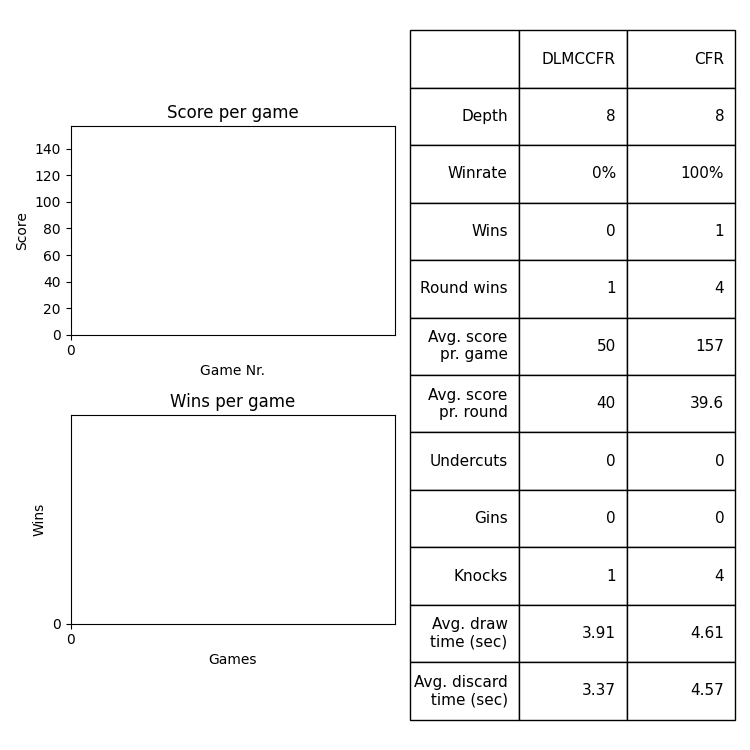 Score per game
140
120
100
80
60
40
20
0
0
Score
Game Nr.
Wins per game
0
0
Wins
Games
DLMCCFR CFR
Depth 8 8
Winrate 0% 100%
Wins 0 1
Round wins 1 4
Avg. score
pr. game 50 157
Avg. score
pr. round 40 39.6
Undercuts 0 0
Gins 0 0
Knocks 1 4
Avg. draw
time (sec) 3.91 4.61
Avg. discard
time (sec) 3.37 4.57